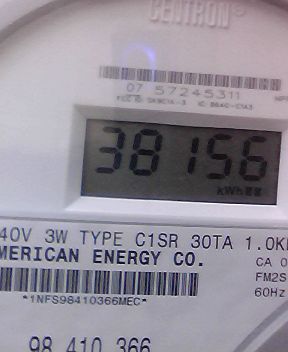 CENTRON®
07 57245311
38156
kWh
40V 3W TYPE C1SR 30TA 1.0K
MERICAN ENERGY CO.
CA 0
FM2S
*1NFS98410366MEC*
60Hz
98 410 366